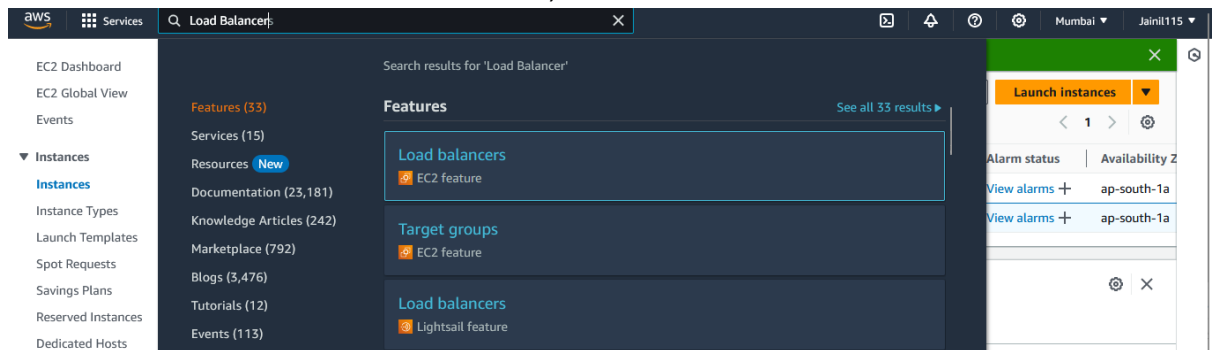 aws
Services
Load Balancers
Mumbai
Jainil115
EC2 Dashboard
EC2 Global View
Events
Instances
Instances
Instance Types
Launch Templates
Spot Requests
Savings Plans
Reserved Instances
Dedicated Hosts
Search results for 'Load Balancer'
Features (33)
Services (15)
Resources New
Documentation (23,181)
Knowledge Articles (242)
Marketplace (792)
Blogs (3,476)
Tutorials (12)
Events (113)
Features
See all 33 results
Load balancers
EC2 feature
Target groups
EC2 feature
Load balancers
Lightsail feature
Launch instances
1
Alarm status
Availability Z
View alarms
ap-south-1a
View alarms
ap-south-1a